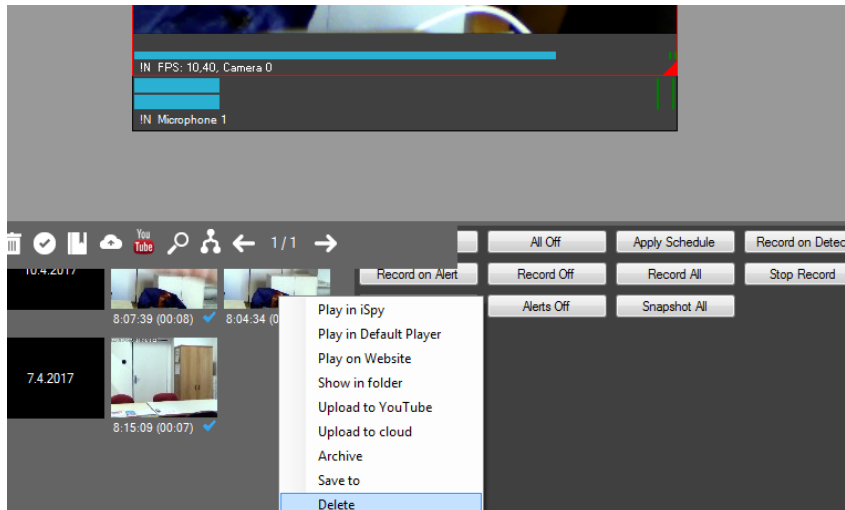 !N FPS: 10,40, Camera 0
!N Microphone 1
You
Tube
1/1
All Off
Apply Schedule
Record on Detec
10.4.2017
Record on Alert
Record Off
Record All
Stop Record
8:07:39 (00:08)
8:04:34 (0
Alerts Off
Snapshot All
Play in iSpy
Play in Default Player
Play on Website
Show in folder
Upload to YouTube
Upload to cloud
Archive
Save to
Delete
7.4.2017
8:15:09 (00:07)